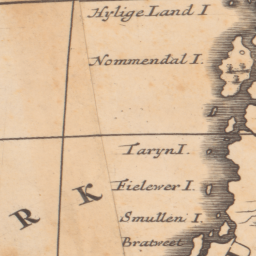 Hylige Land I
Nommendal I.
Taryn I.
Fielewer I.
R K
Smullen I.
Bratweet